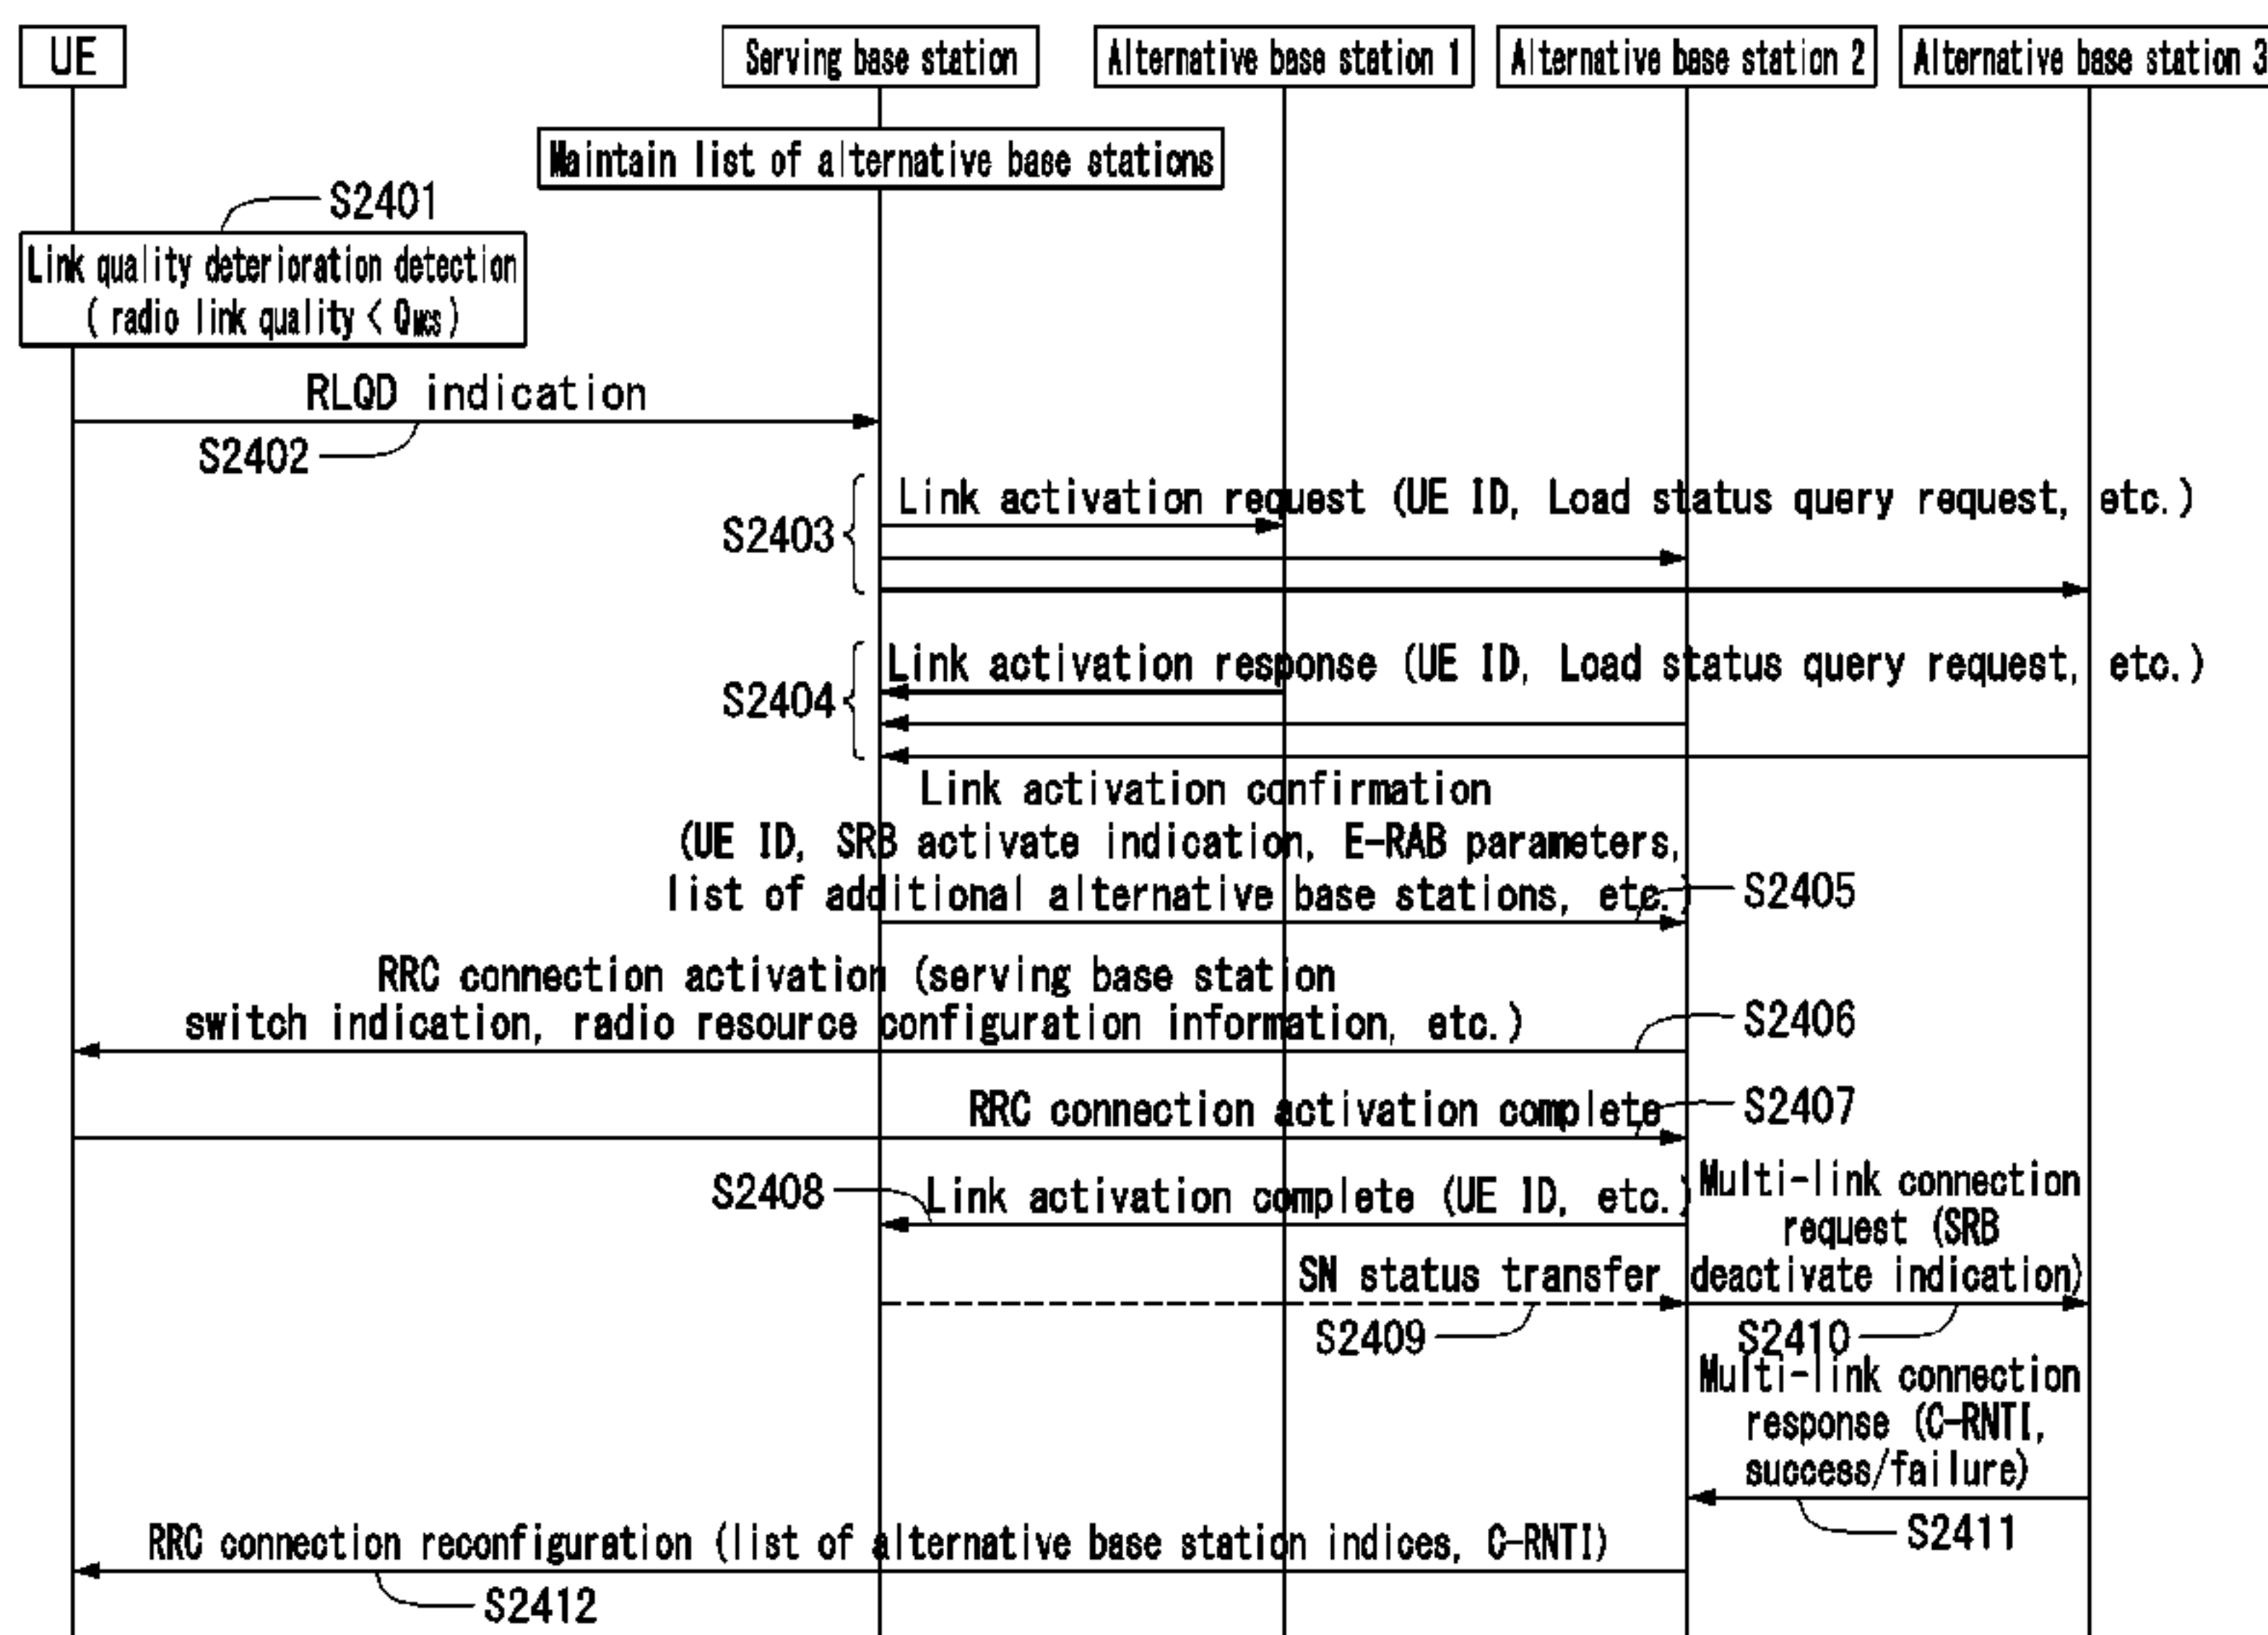 UE
Serving base station
Alternative base station 1
Alternative base station 2
Alternative base station 3
Maintain list of alternative base stations
S2401
Link quality deterioration detection
( radio link quality < QMCS )
RLQD indication
S2402
Link activation request (UE ID, Load status query request, etc.)
S2403
Link activation response (UE ID, Load status query request, etc.)
S2404
Link activation confirmation
(UE ID, SRB activate indication, E-RAB parameters,
list of additional alternative base stations, etc.)
S2405
RRC connection activation (serving base station
switch indication, radio resource configuration information, etc.)
S2406
RRC connection activation complete
S2407
S2408
Link activation complete (UE ID, etc.)
Multi-link connection
request (SRB
deactivate indication)
SN status transfer
S2409
S2410
Multi-link connection
response (C-RNTI,
success/failure)
S2411
RRC connection reconfiguration (list of alternative base station indices, C-RNTI)
S2412